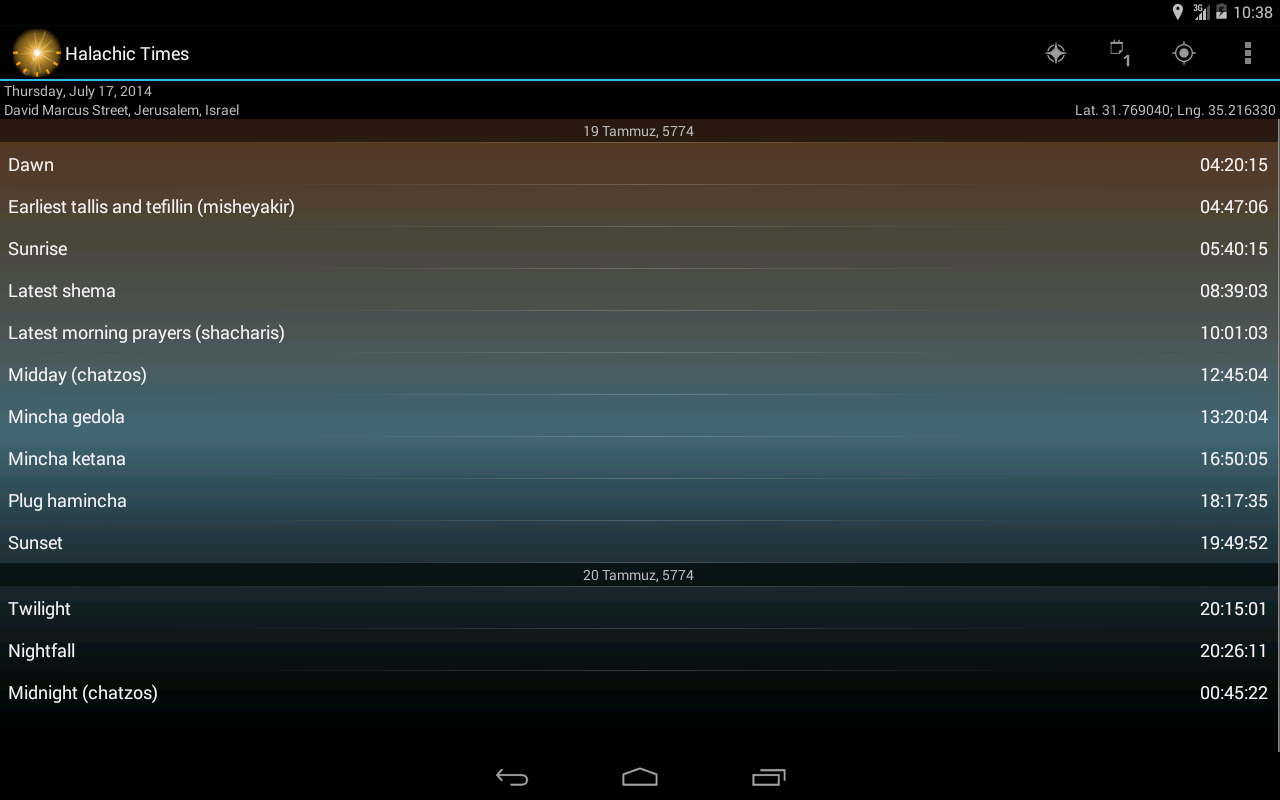 3G 10:38
Halachic Times
1
Thursday, July 17, 2014
David Marcus Street, Jerusalem, Israel Lat. 31.769040; Lng. 35.216330
19 Tammuz, 5774
Dawn 04:20:15
Earliest tallis and tefillin (misheyakir) 04:47:06
Sunrise 05:40:15
Latest shema 08:39:03
Latest morning prayers (shacharis) 10:01:03
Midday (chatzos) 12:45:04
Mincha gedola 13:20:04
Mincha ketana 16:50:05
Plug hamincha 18:17:35
Sunset 19:49:52
20 Tammuz, 5774
Twilight 20:15:01
Nightfall 20:26:11
Midnight (chatzos) 00:45:22